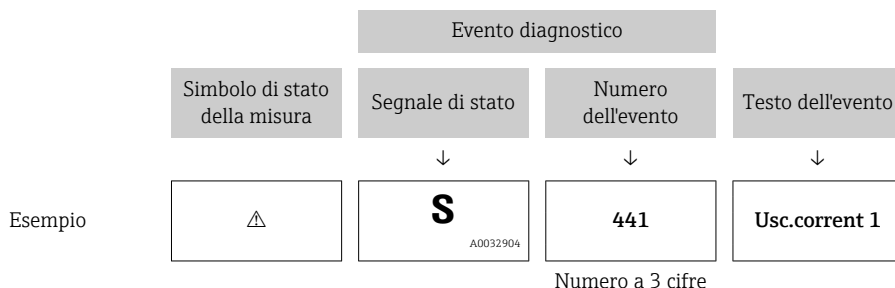 Evento diagnostico
Simbolo di stato
della misura
Segnale di stato
Numero
dell'evento
Testo dell'evento
↓ ↓ ↓
Esempio
⚠
S
A0032904
441
Usc.corrent 1
Numero a 3 cifre